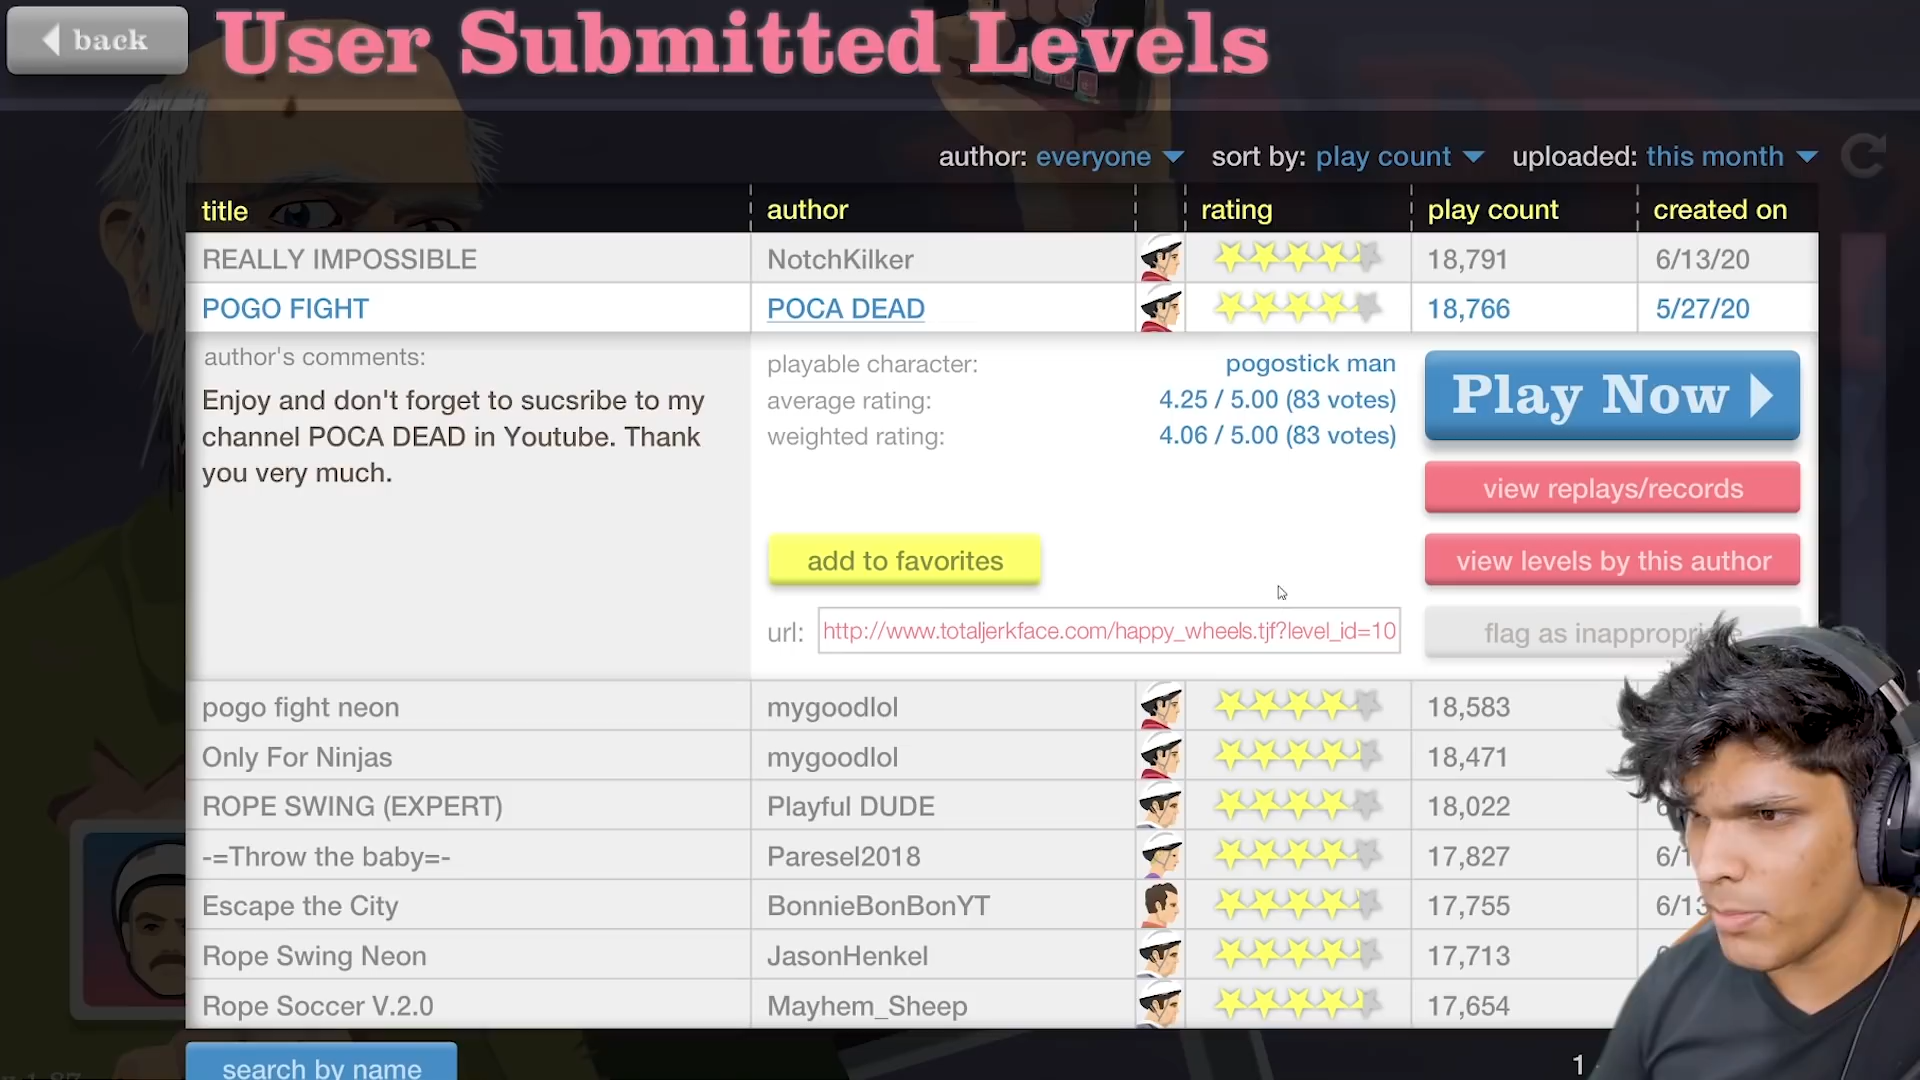 back
User Submitted Levels
author: everyone sort by: play count uploaded: this month
title author rating play count created on
REALLY IMPOSSIBLE NotchKilker 18,791 6/13/20
POGO FIGHT POCA DEAD 18,766 5/27/20
author's comments:
Enjoy and don't forget to sucsribe to my
channel POCA DEAD in Youtube. Thank
you very much.
playable character: pogostick man
average rating: 4.25 / 5.00 (83 votes)
weighted rating: 4.06 / 5.00 (83 votes)
Play Now
view replays/records
add to favorites
view levels by this author
url: http://www.totaljerkface.com/happy_wheels.tjf?level_id=10
flag as inappropri
pogo fight neon mygoodlol 18,583
Only For Ninjas mygoodlol 18,471
ROPE SWING (EXPERT) Playful DUDE 18,022
-=Throw the baby=- Paresel2018 17,827 6/1
Escape the City BonnieBonBonYT 17,755 6/13
Rope Swing Neon JasonHenkel 17,713
Rope Soccer V.2.0 Mayhem_Sheep 17,654
search by name 1